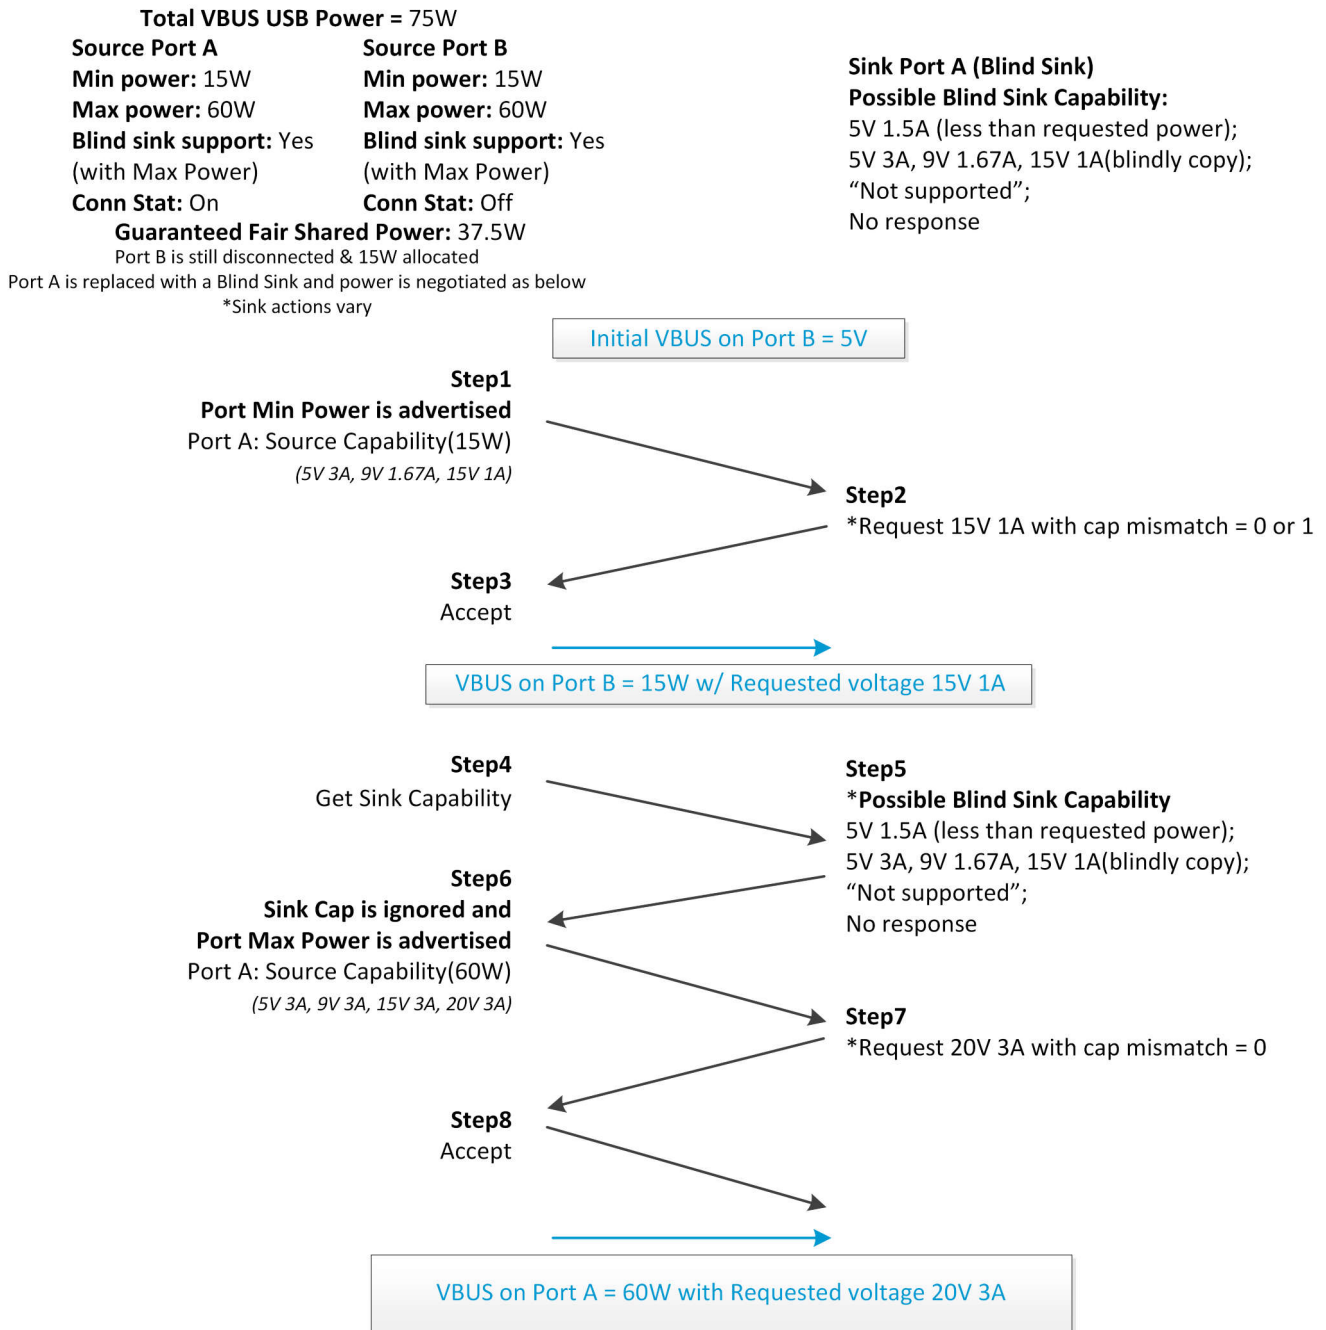 Total VBUS USB Power = 75W
Source Port A
Min power: 15W
Max power: 60W
Blind sink support: Yes
(with Max Power)
Conn Stat: On
Source Port B
Min power: 15W
Max power: 60W
Blind sink support: Yes
(with Max Power)
Conn Stat: Off
Guaranteed Fair Shared Power: 37.5W
Port B is still disconnected & 15W allocated
Port A is replaced with a Blind Sink and power is negotiated as below
*Sink actions vary
Sink Port A (Blind Sink)
Possible Blind Sink Capability:
5V 1.5A (less than requested power);
5V 3A, 9V 1.67A, 15V 1A(blindly copy);
“Not supported”;
No response
Initial VBUS on Port B = 5V
Step1
Port Min Power is advertised
Port A: Source Capability(15W)
(5V 3A, 9V 1.67A, 15V 1A)
Step2
*Request 15V 1A with cap mismatch = 0 or 1
Step3
Accept
VBUS on Port B = 15W w/ Requested voltage 15V 1A
Step4
Get Sink Capability
Step5
*Possible Blind Sink Capability
5V 1.5A (less than requested power);
5V 3A, 9V 1.67A, 15V 1A(blindly copy);
“Not supported”;
No response
Step6
Sink Cap is ignored and
Port Max Power is advertised
Port A: Source Capability(60W)
(5V 3A, 9V 3A, 15V 3A, 20V 3A)
Step7
*Request 20V 3A with cap mismatch = 0
Step8
Accept
VBUS on Port A = 60W with Requested voltage 20V 3A